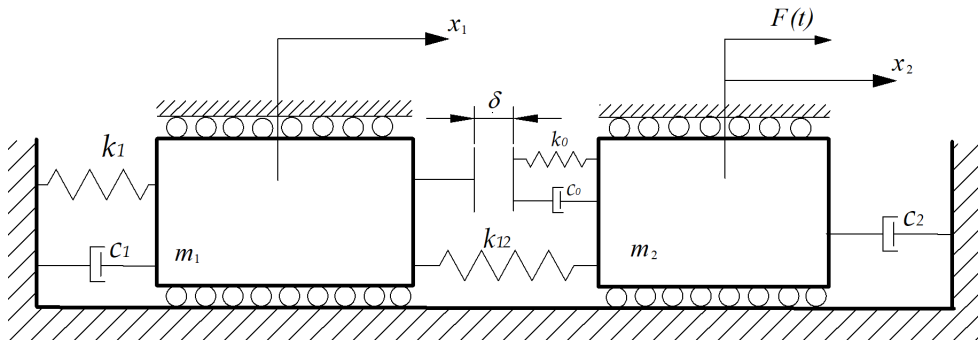 x₁
F(t)
x₂
δ
k₁
k₀
c₀
c₁
m₁
k₁₂
m₂
c₂